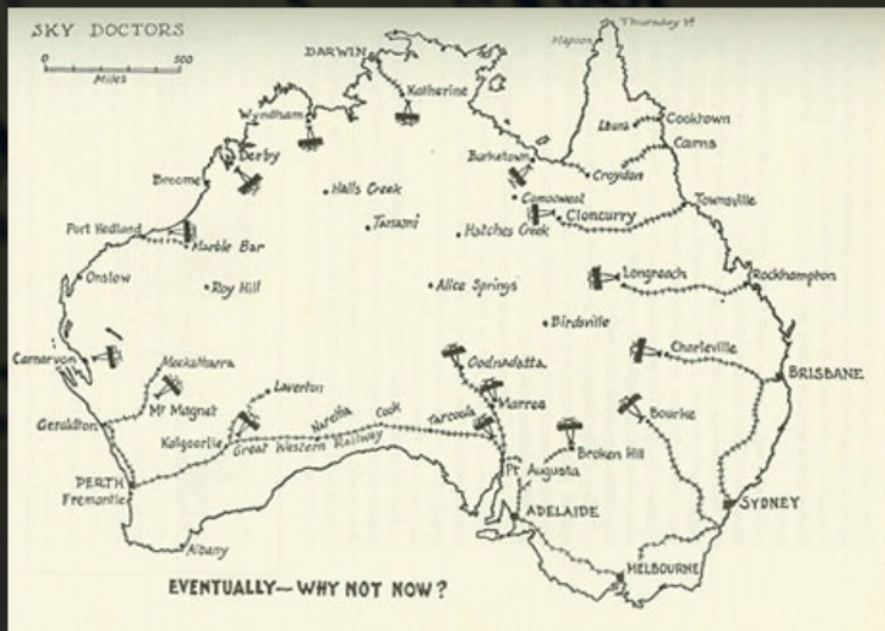 SKY DOCTORS
0 500
Miles
Thursday Id
Mapoon
DARWIN
Katherine
Wyndham
Laura
Cooktown
Cairns
Derby
Burketown
Croydon
Broome
Halls Creek
Camooweal
Townsville
Cloncurry
Port Hedland
Marble Bar
Tanami
Hatches Creek
Onslow
Roy Hill
Alice Springs
Longreach
Rockhampton
Birdsville
Carnarvon
Meekatharra
Oodnadatta
Charleville
BRISBANE
Mt Magnet
Laverton
Marree
Bourke
Geraldton
Kalgoorlie
Naretha
Cook
Tarcoola
Great Western Railway
Broken Hill
Pt Augusta
PERTH
Fremantle
ADELAIDE
SYDNEY
Albany
MELBOURNE
EVENTUALLY—WHY NOT NOW?